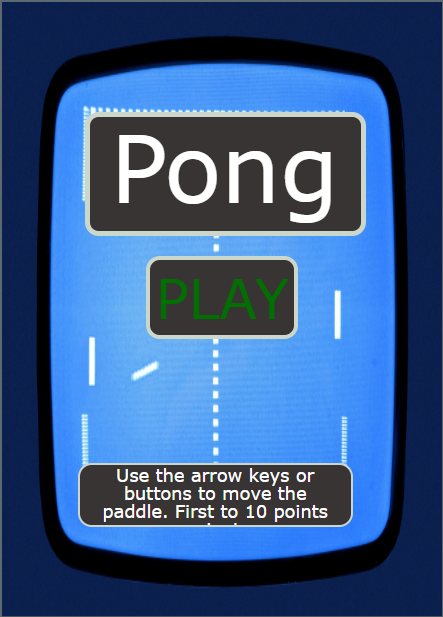 Pong
PLAY
Use the arrow keys or
buttons to move the
paddle. First to 10 points